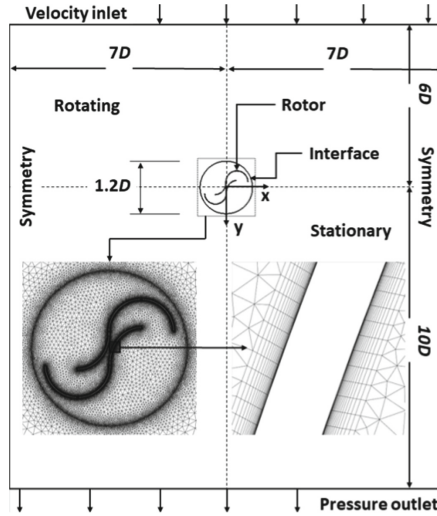 Velocity inlet
7D
7D
6D
Rotating
Rotor
Interface
Symmetry
Symmetry
1.2D
x
y
Stationary
10D
Pressure outlet